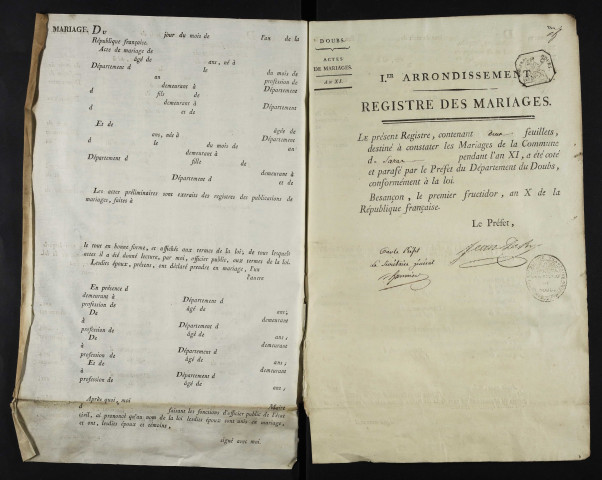 MARIAGE. DU jour du mois de l'an de la
République française.
Acte de mariage de
âgé de ans, né à
Département d le
an du mois de
demeurant à profession de
d fils de Département
demeurant à
d et de Département
Et de
âgée de
ans, née à Département
d le du mois de an
demeurant à
Département d fille de
demeurant à
Département d et de
Les actes préliminaires sont extraits des registres des publications de
mariages, faites à
le tout en bonne forme, et affichés aux termes de la loi; de tous lesquels
actes il a été donné lecture, par moi, officier public, aux termes de la loi.
Lesdits époux, présens, ont déclaré prendre en mariage, l'un
l'autre
En présence d
demeurant à Département d
profession de âgé de ans;
De demeurant
à Département d
profession de âgé de ans;
De demeurant
à Département d
profession de âgé de ans;
Et de demeurant
à Département d
profession de âgé de ans;
Après quoi, moi Maire
d faisant les fonctions d'officier public de l'état
civil, ai prononcé qu'au nom de la loi lesdits époux sont unis en mariage,
et ont, lesdits époux et témoins,
signé avec moi.
DOUBS.
ACTES
DE MARIAGES.
AN XI.
I.ER ARRONDISSEMENT.
REGISTRE DES MARIAGES.
LE présent Registre, contenant deux feuillets,
destiné à constater les Mariages de la Commune
d pendant l'an XI, a été coté
et parafé par le Préfet du Département du Doubs,
conformément à la loi.
Besançon, le premier fructidor, an X de la
République française.
Le Préfet,
Le Secrétaire général